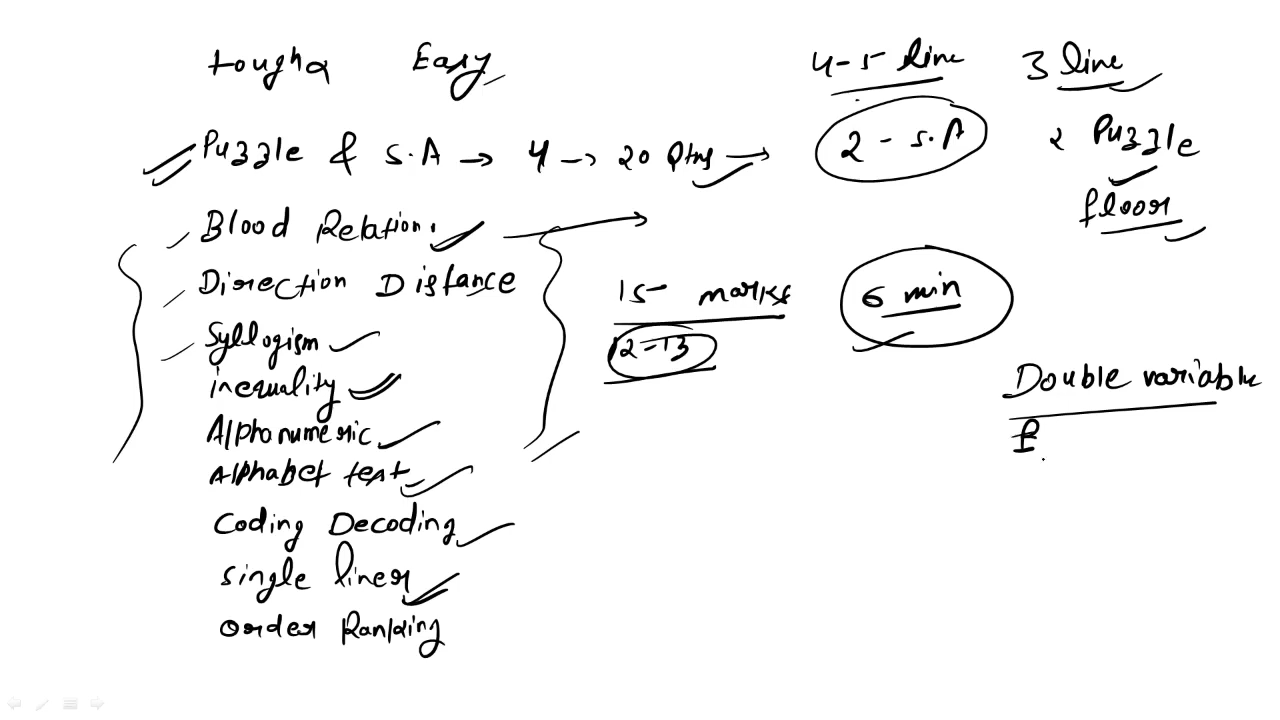 tougha Easy 4-5 line 3 line
Puzzle & S.A → 4 → 20 Qtns → 2 - S.A 2 Puzzle
floor
Blood Relation.
Direction Distance 15 marks 6 min
Syllogism 12-13
inequality Double variable
Alphanumeric
Alphabet test
Coding Decoding
single liner
order Ranking